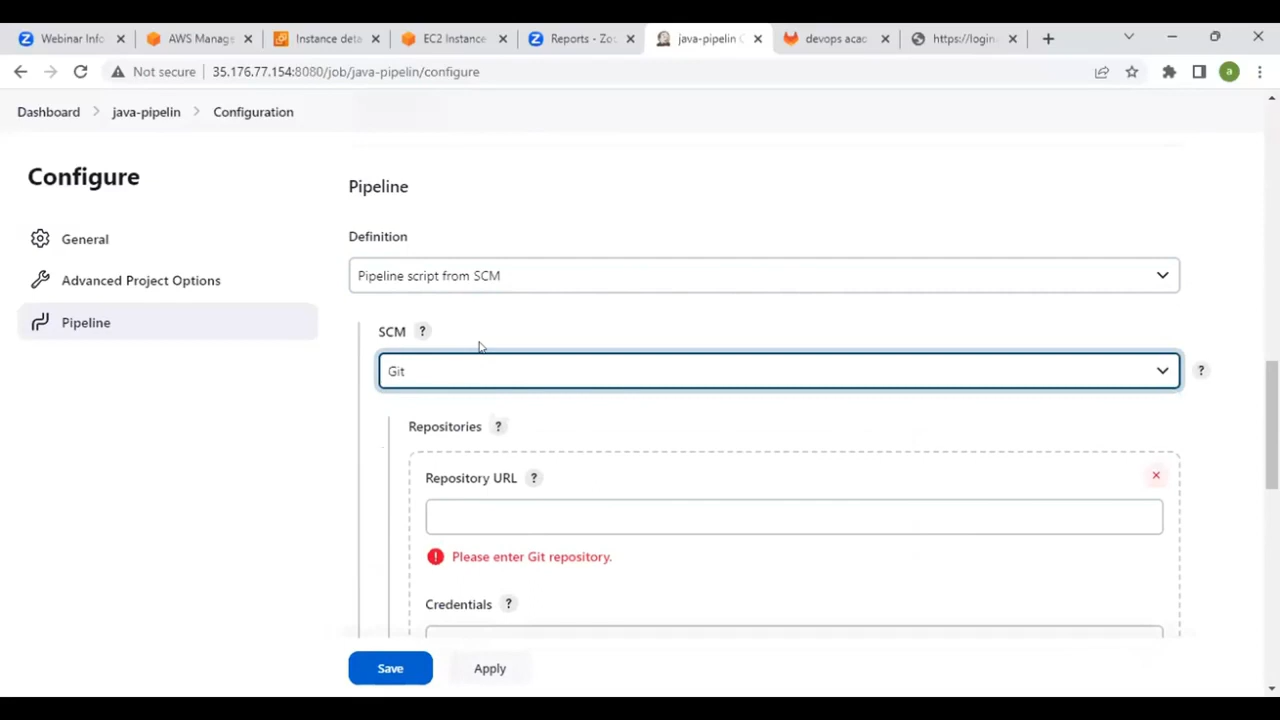 Webinar Info
AWS Manage
Instance deta
EC2 Instance
Reports - Zo
java-pipelin C
devops acad
https://login
Not secure 35.176.77.154:8080/job/java-pipelin/configure
a
Dashboard java-pipelin Configuration
Configure
General
Advanced Project Options
Pipeline
Pipeline
Definition
Pipeline script from SCM
SCM ?
Git
?
Repositories ?
Repository URL ?
Please enter Git repository.
Credentials ?
Save Apply